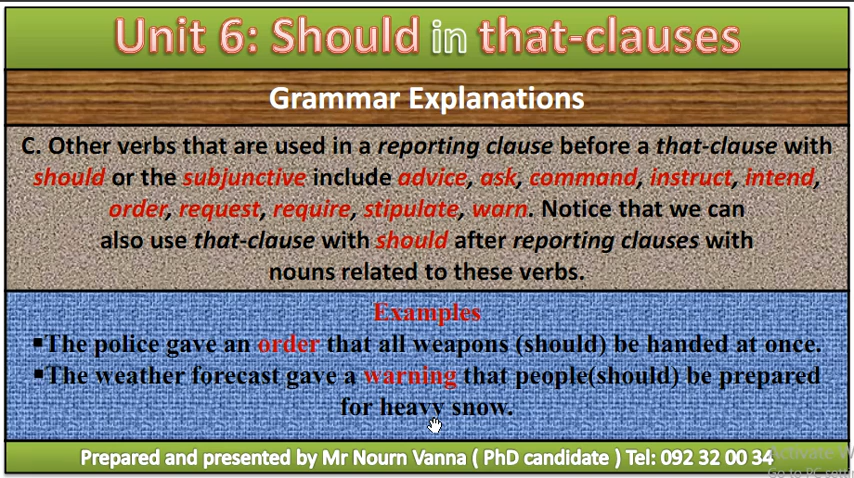 Unit 6: Should in that-clauses
Grammar Explanations
C. Other verbs that are used in a reporting clause before a that-clause with
should or the subjunctive include advice, ask, command, instruct, intend,
order, request, require, stipulate, warn. Notice that we can
also use that-clause with should after reporting clauses with
nouns related to these verbs.
Examples
▪The police gave an order that all weapons (should) be handed at once.
▪The weather forecast gave a warning that people(should) be prepared
for heavy snow.
Prepared and presented by Mr Nourn Vanna ( PhD candidate ) Tel: 092 32 00 34
Activate W
Go to PC setti